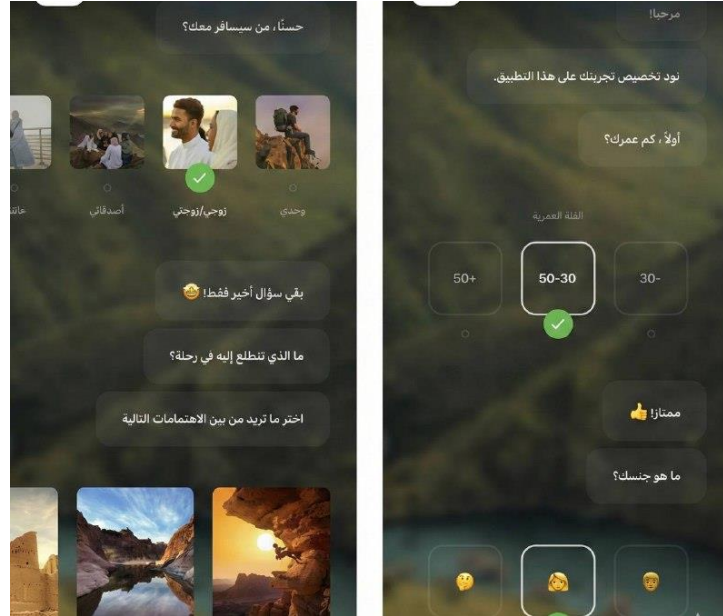 مرحبا!
نود تخصيص تجربتك على هذا التطبيق.
أولاً ، كم عمرك؟
الفئة العمرية
30-
50-30
50+
ممتاز! 👍
ما هو جنسك؟
حسنًا ، من سيسافر معك؟
وحدي
زوجي/زوجتي
أصدقائي
بقي سؤال أخير فقط! 🤩
ما الذي تتطلع إليه في رحلة؟
اختر ما تريد من بين الاهتمامات التالية